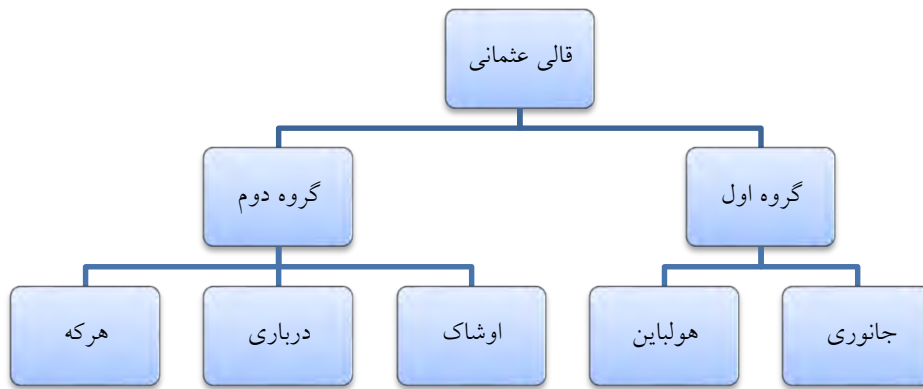 قالی عثمانی
گروه اول
گروه دوم
جانوری
هولباین
اوشاک
درباری
هرکه